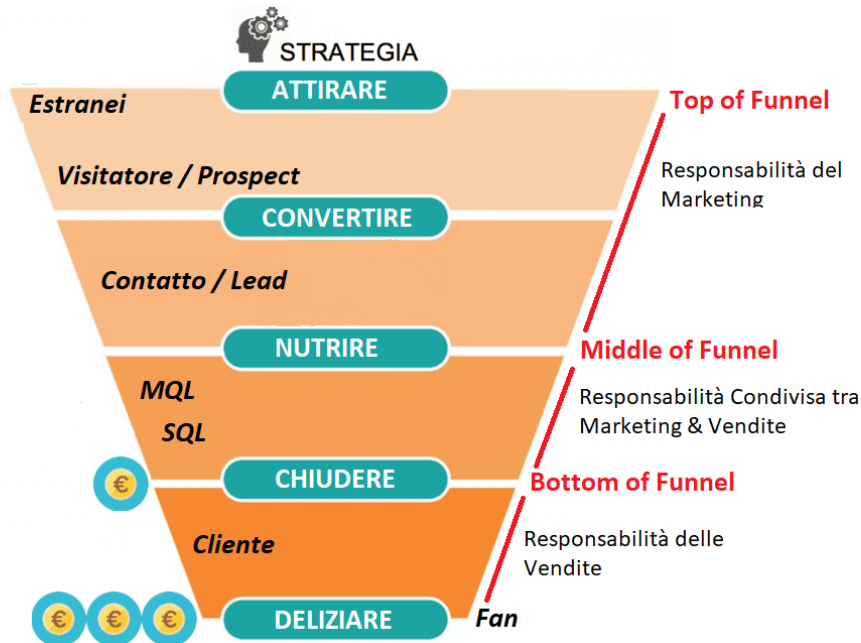 STRATEGIA
ATTIRARE
Estranei
Top of Funnel
Visitatore / Prospect
Responsabilità del
Marketing
CONVERTIRE
Contatto / Lead
NUTRIRE
Middle of Funnel
MQL
Responsabilità Condivisa tra
Marketing & Vendite
SQL
CHIUDERE
Bottom of Funnel
€
Cliente
Responsabilità delle
Vendite
€ € €
DELIZIARE
Fan